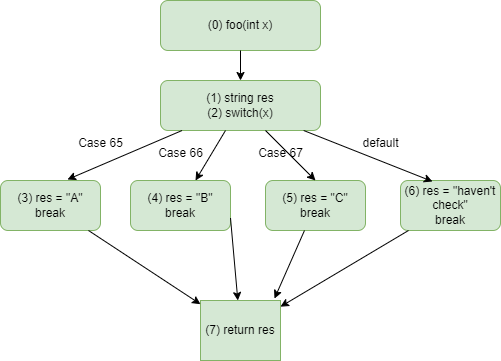 (0) foo(int x)
(1) string res
(2) switch(x)
Case 65
Case 66
Case 67
default
(3) res = "A"
break
(4) res = "B"
break
(5) res = "C"
break
(6) res = "haven't
check"
break
(7) return res